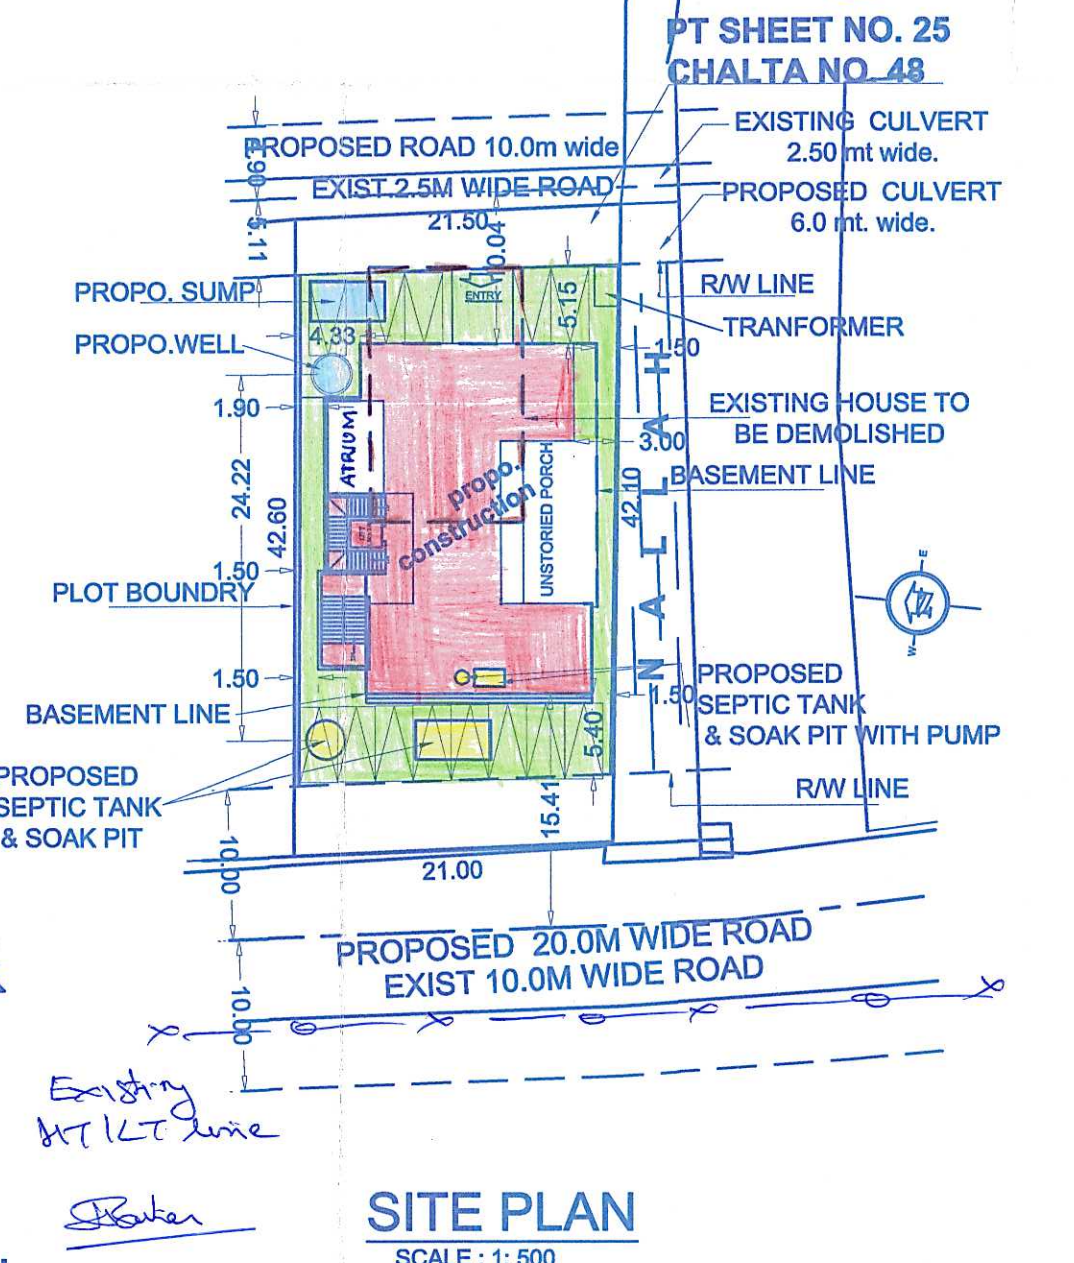 PT SHEET NO. 25
CHALTA NO. 48
EXISTING CULVERT
2.50 mt wide.
PROPOSED ROAD 10.0m wide
EXIST 2.5M WIDE ROAD
PROPOSED CULVERT
6.0 mt. wide.
5.11
21.50
0.04
R/W LINE
PROPO. SUMP
ENTRY
5.15
TRANFORMER
4.33
PROPO.WELL
1.50
1.90
ATRIUM
EXISTING HOUSE TO
BE DEMOLISHED
3.00
BASEMENT LINE
24.22
42.60
propo.
construction
UNSTORIED PORCH
42.10
NALLAH
E
W
1.50
PLOT BOUNDRY
1.50
PROPOSED
SEPTIC TANK
& SOAK PIT WITH PUMP
1.50
BASEMENT LINE
5.40
PROPOSED
SEPTIC TANK
& SOAK PIT
R/W LINE
15.41
10.00
21.00
PROPOSED 20.0M WIDE ROAD
EXIST 10.0M WIDE ROAD
10.00
Existing
HT/LT line
SITE PLAN
SCALE : 1: 500